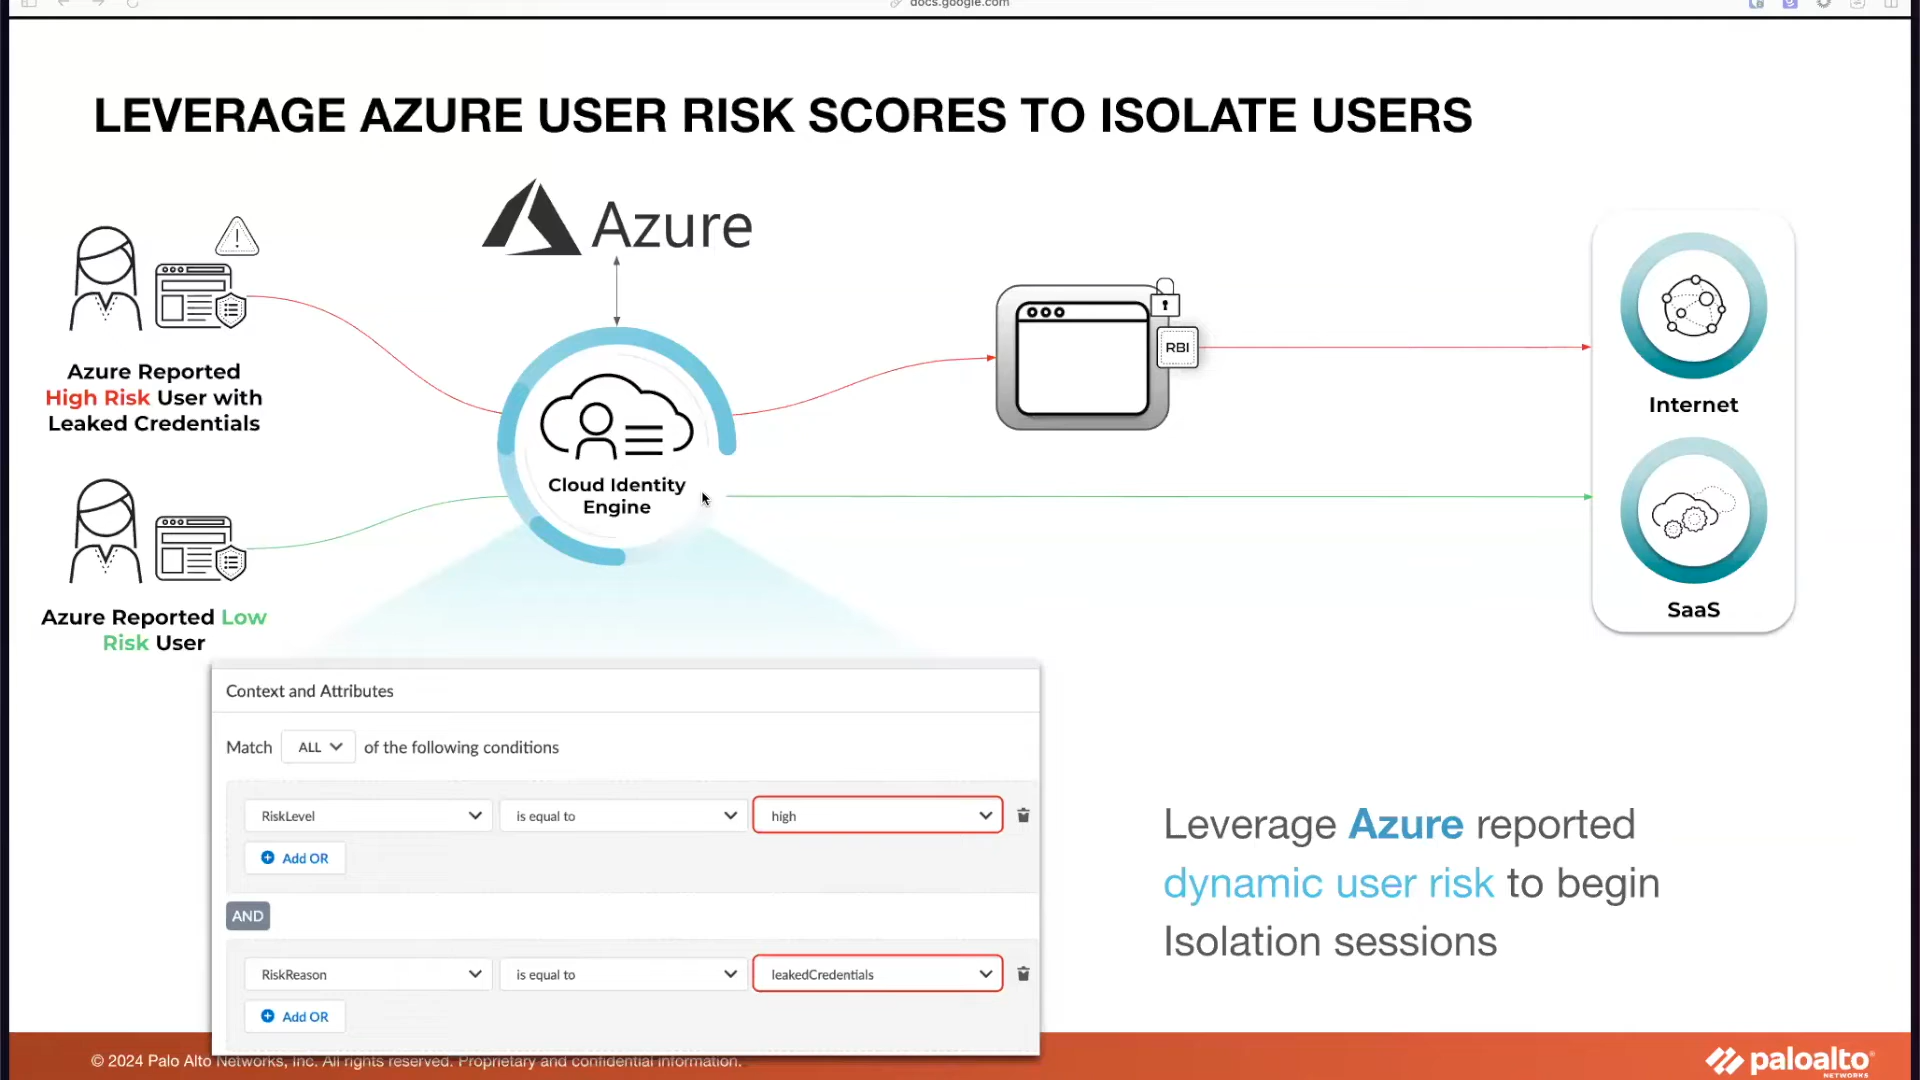 docs.google.com
LEVERAGE AZURE USER RISK SCORES TO ISOLATE USERS
Azure
Azure Reported
High Risk User with
Leaked Credentials
Cloud Identity
Engine
RBI
Internet
SaaS
Azure Reported Low
Risk User
Context and Attributes
Match ALL of the following conditions
RiskLevel is equal to high
Add OR
AND
RiskReason is equal to leakedCredentials
Add OR
Leverage Azure reported
dynamic user risk to begin
Isolation sessions
© 2024 Palo Alto Networks, Inc. All rights reserved. Proprietary and confidential information.
paloalto
NETWORKS